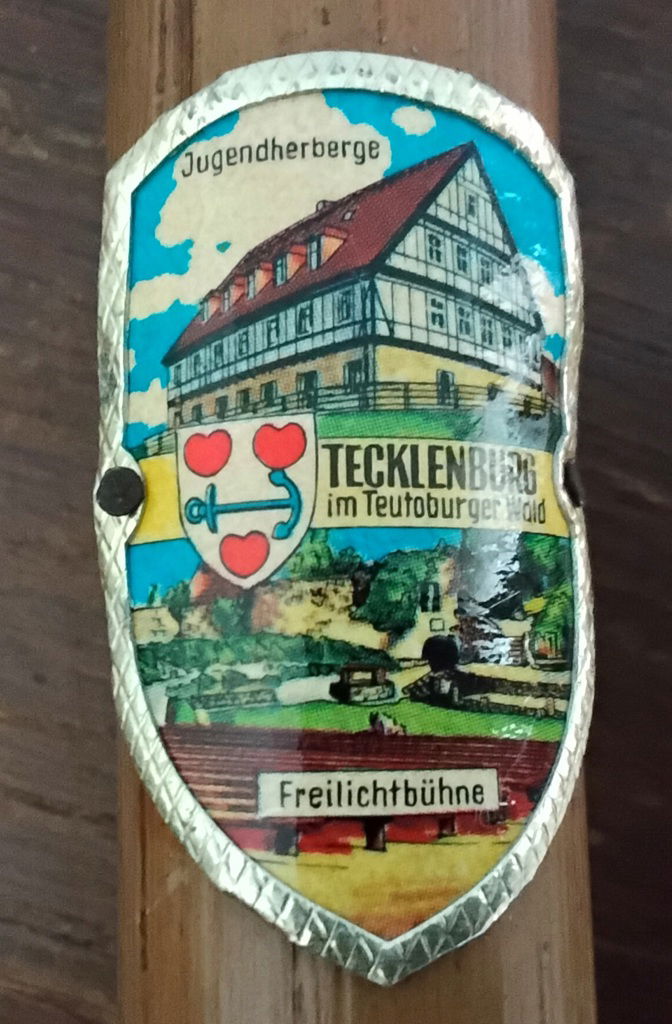 Jugendherberge
TECKLENBURG
im Teutoburger Wald
Freilichtbühne